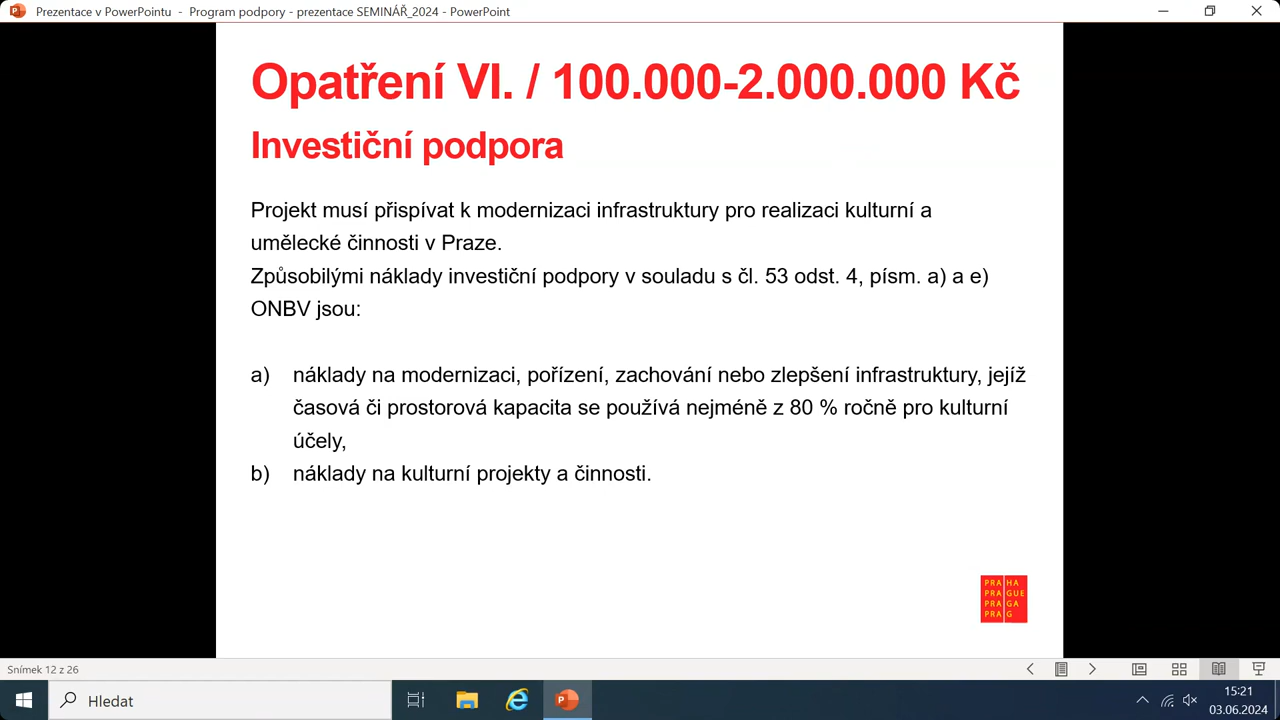 Prezentace v PowerPointu - Program podpory - prezentace SEMINÁŘ_2024 - PowerPoint
Opatření VI. / 100.000-2.000.000 Kč
Investiční podpora
Projekt musí přispívat k modernizaci infrastruktury pro realizaci kulturní a
umělecké činnosti v Praze.
Způsobilými náklady investiční podpory v souladu s čl. 53 odst. 4, písm. a) a e)
ONBV jsou:
a) náklady na modernizaci, pořízení, zachování nebo zlepšení infrastruktury, jejíž
časová či prostorová kapacita se používá nejméně z 80 % ročně pro kulturní
účely,
b) náklady na kulturní projekty a činnosti.
PRA HA
PRA GUE
PRA GA
PRA G
Snímek 12 z 26
Hledat
15:21
03.06.2024